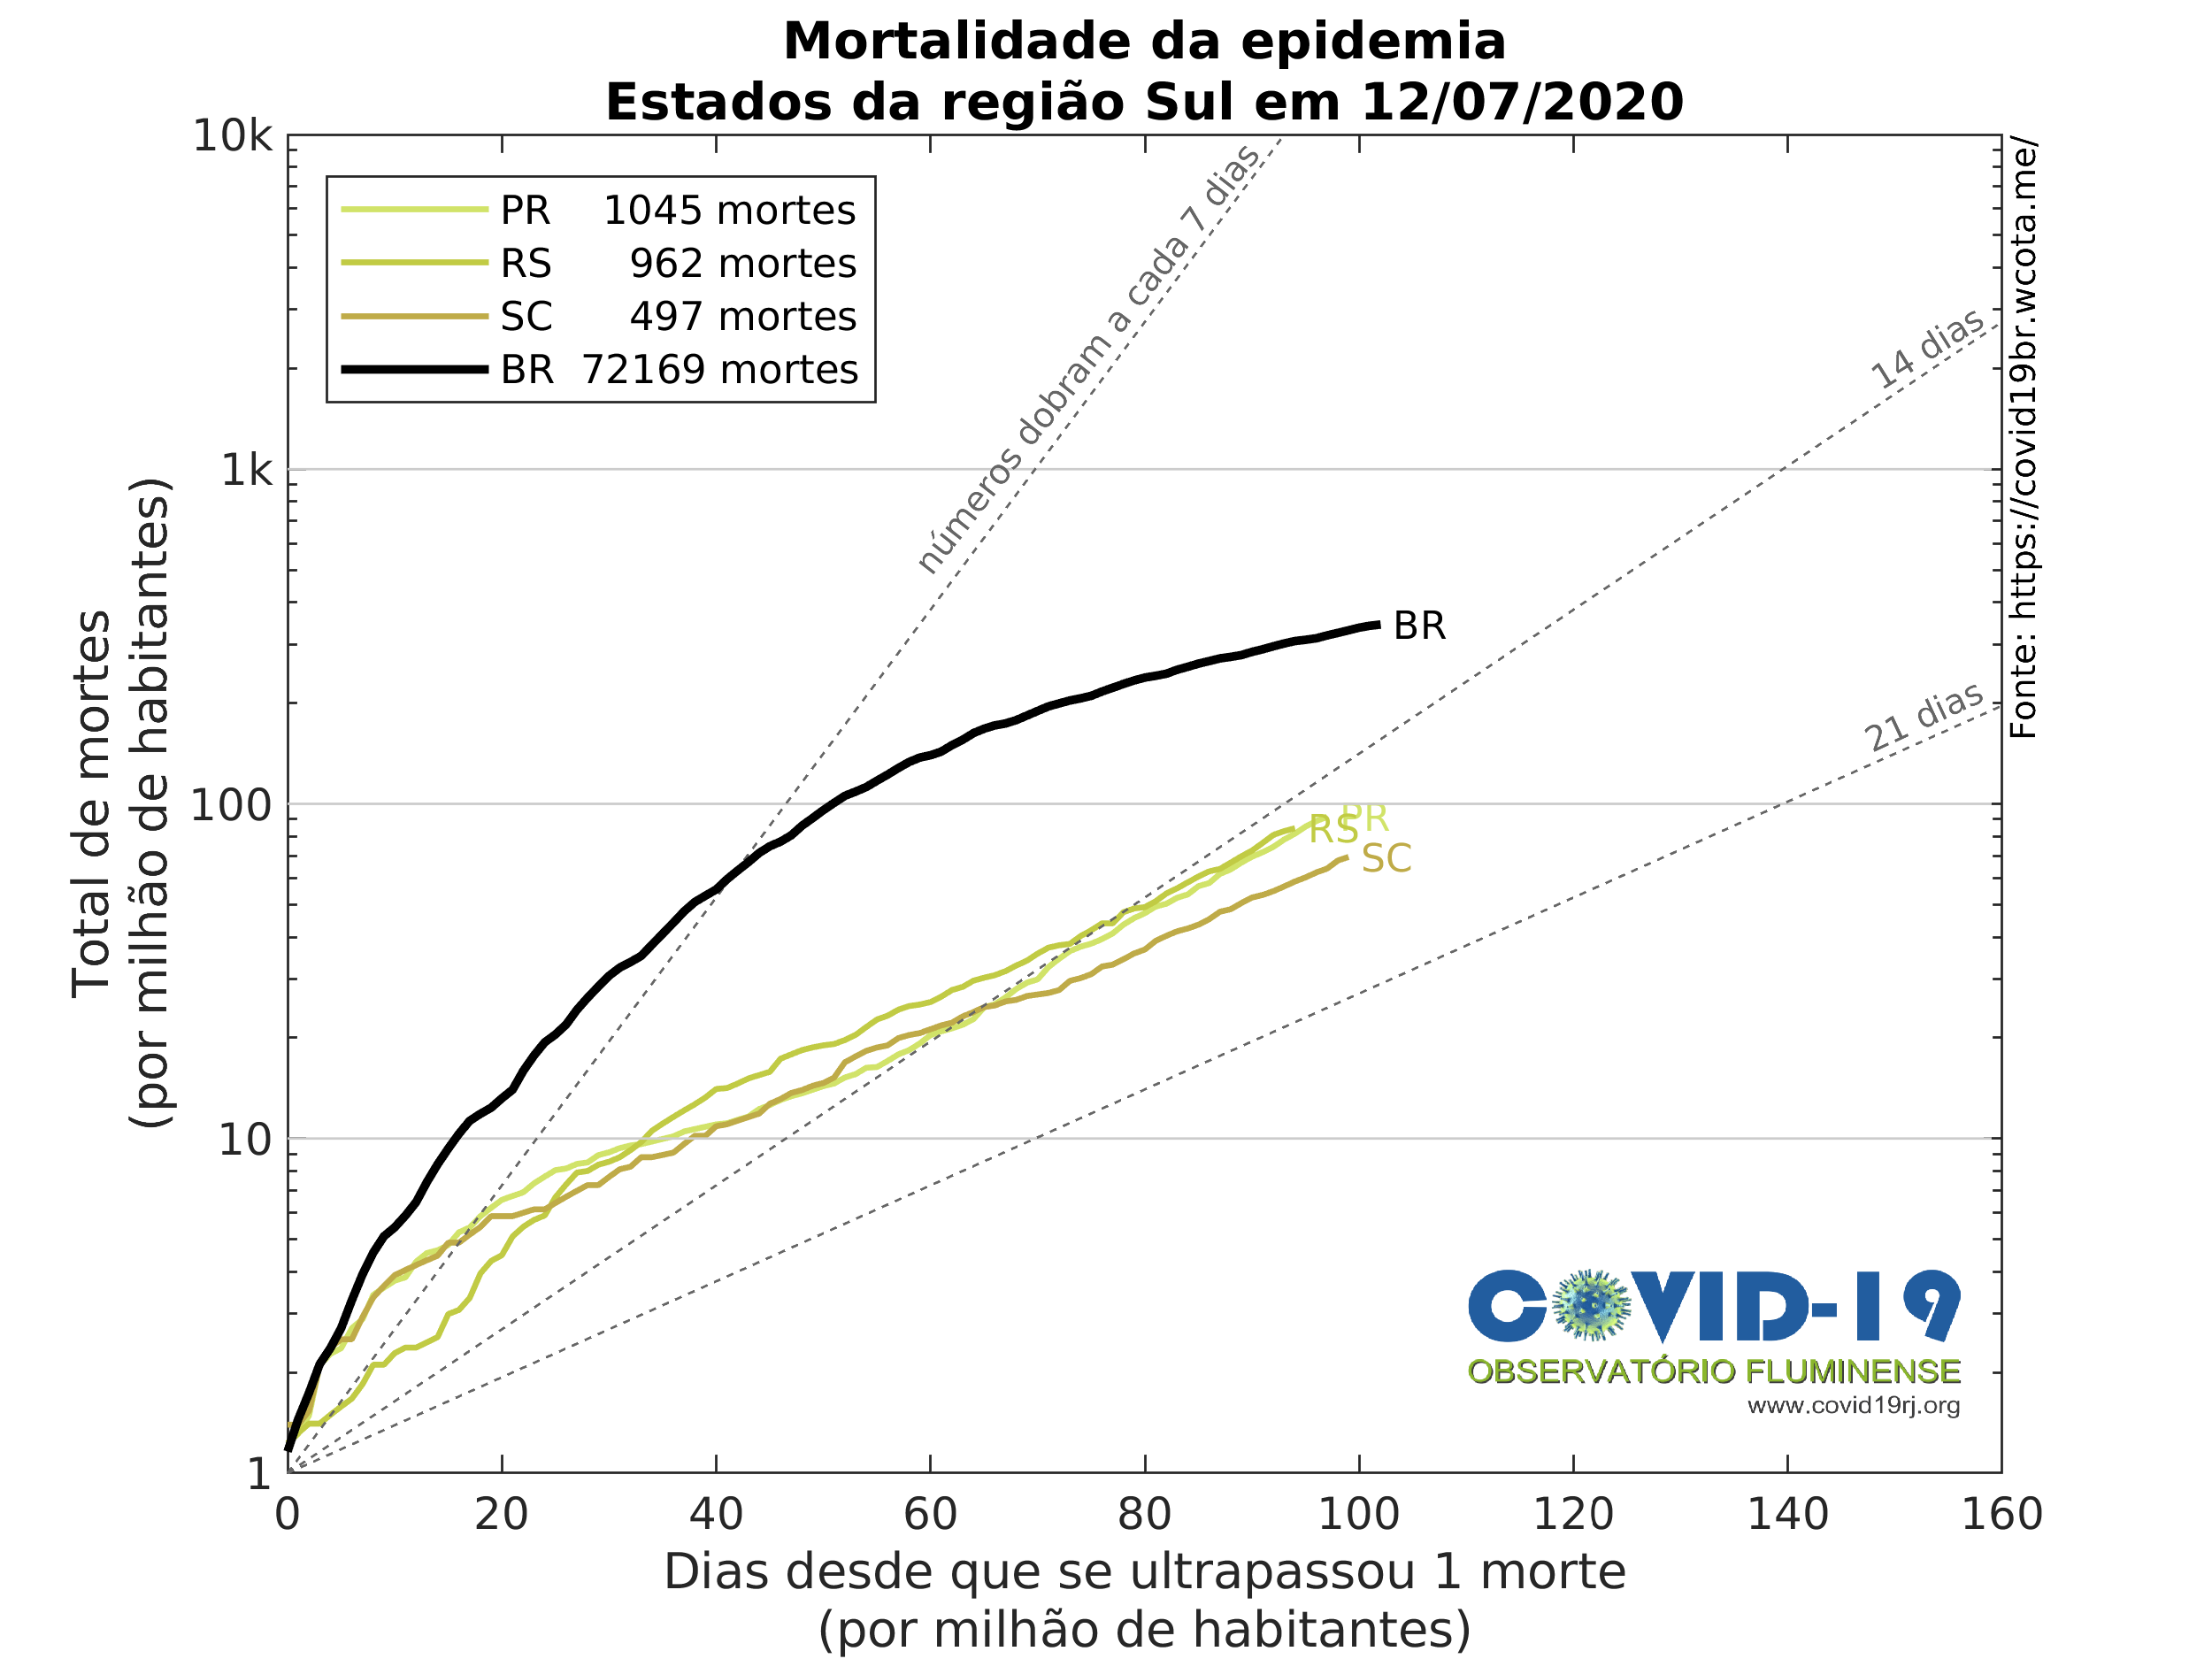 Mortalidade da epidemia
Estados da região Sul em 12/07/2020
10k
1k
100
10
1
PR 1045 mortes
RS 962 mortes
SC 497 mortes
BR 72169 mortes
números dobram a cada 7 dias
14 dias
21 dias
BR
PR
RS
SC
Total de mortes
(por milhão de habitantes)
Fonte: https://covid19br.wcota.me/
COVID-19
OBSERVATÓRIO FLUMINENSE
www.covid19rj.org
0 20 40 60 80 100 120 140 160
Dias desde que se ultrapassou 1 morte
(por milhão de habitantes)